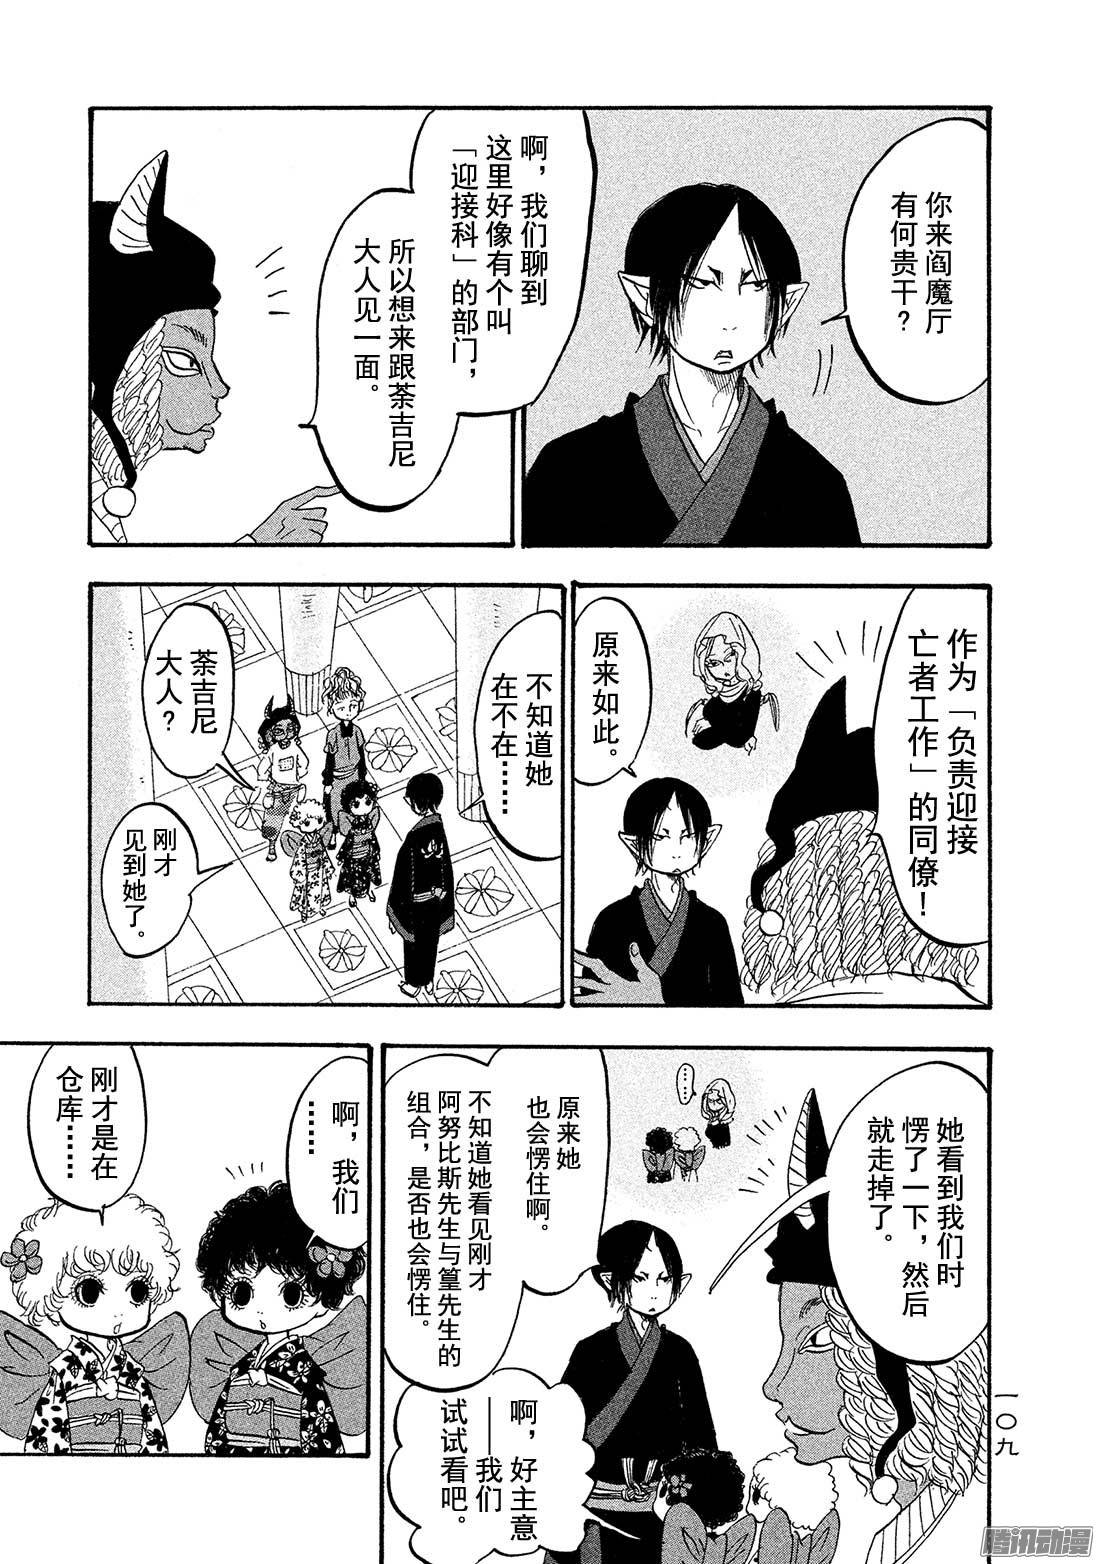 你来阎魔厅
有何贵干？
啊，我们聊到
这里好像有个叫
「迎接科」的部门，
所以想来跟荼吉尼
大人见一面。
作为「负责迎接
亡者工作」的同僚！
原来如此。
不知道她
在不在……
荼吉尼
大人？
刚才
见到她了。
她看到我们时
愣了一下，然后
就走掉了。
……
原来她
也会愣住啊。
不知道她看见刚才
阿努比斯先生与篁先生的
组合，是否也会愣住。
啊，好主意
——我们
试试看吧。
啊，我们
……
刚才是在
仓库……
一〇九
腾讯动漫